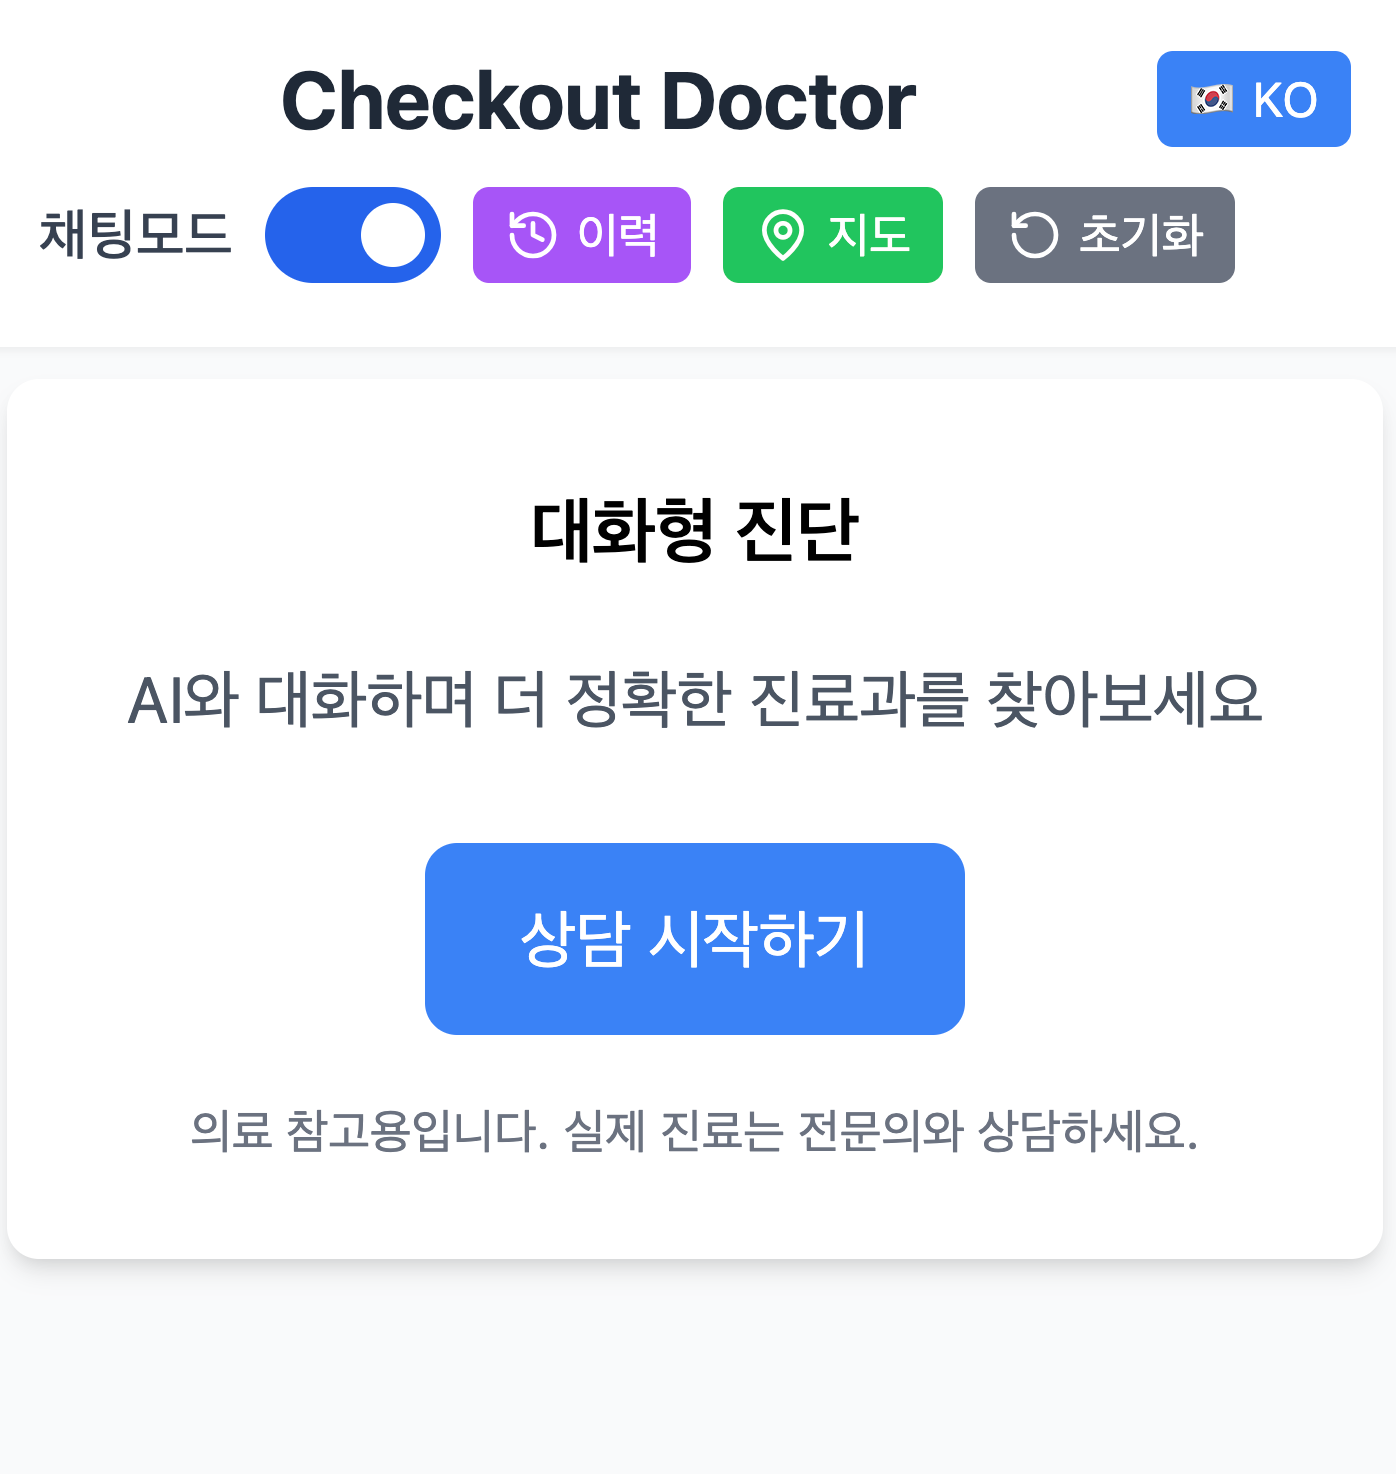 Checkout Doctor
🇰🇷 KO
채팅모드 이력 지도 초기화
대화형 진단
AI와 대화하며 더 정확한 진료과를 찾아보세요
상담 시작하기
의료 참고용입니다. 실제 진료는 전문의와 상담하세요.